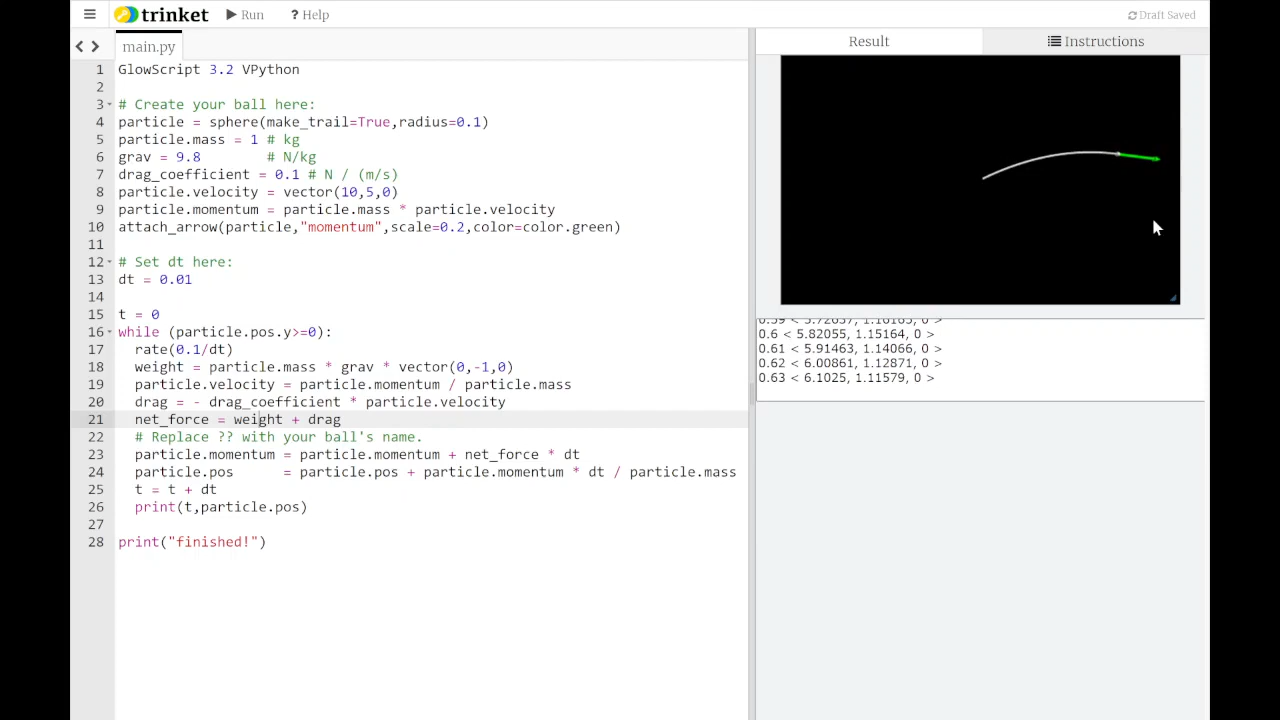 trinket
Run
? Help
Draft Saved
main.py
Result
Instructions
1 GlowScript 3.2 VPython
2
3 # Create your ball here:
4 particle = sphere(make_trail=True,radius=0.1)
5 particle.mass = 1 # kg
6 grav = 9.8        # N/kg
7 drag_coefficient = 0.1 # N / (m/s)
8 particle.velocity = vector(10,5,0)
9 particle.momentum = particle.mass * particle.velocity
10 attach_arrow(particle,"momentum",scale=0.2,color=color.green)
11
12 # Set dt here:
13 dt = 0.01
14
15 t = 0
16 while (particle.pos.y>=0):
17   rate(0.1/dt)
18   weight = particle.mass * grav * vector(0,-1,0)
19   particle.velocity = particle.momentum / particle.mass
20   drag = - drag_coefficient * particle.velocity
21   net_force = weight + drag
22   # Replace ?? with your ball's name.
23   particle.momentum = particle.momentum + net_force * dt
24   particle.pos      = particle.pos + particle.momentum * dt / particle.mass
25   t = t + dt
26   print(t,particle.pos)
27
28 print("finished!")
0.6 < 5.82055, 1.15164, 0 >
0.61 < 5.91463, 1.14066, 0 >
0.62 < 6.00861, 1.12871, 0 >
0.63 < 6.1025, 1.11579, 0 >